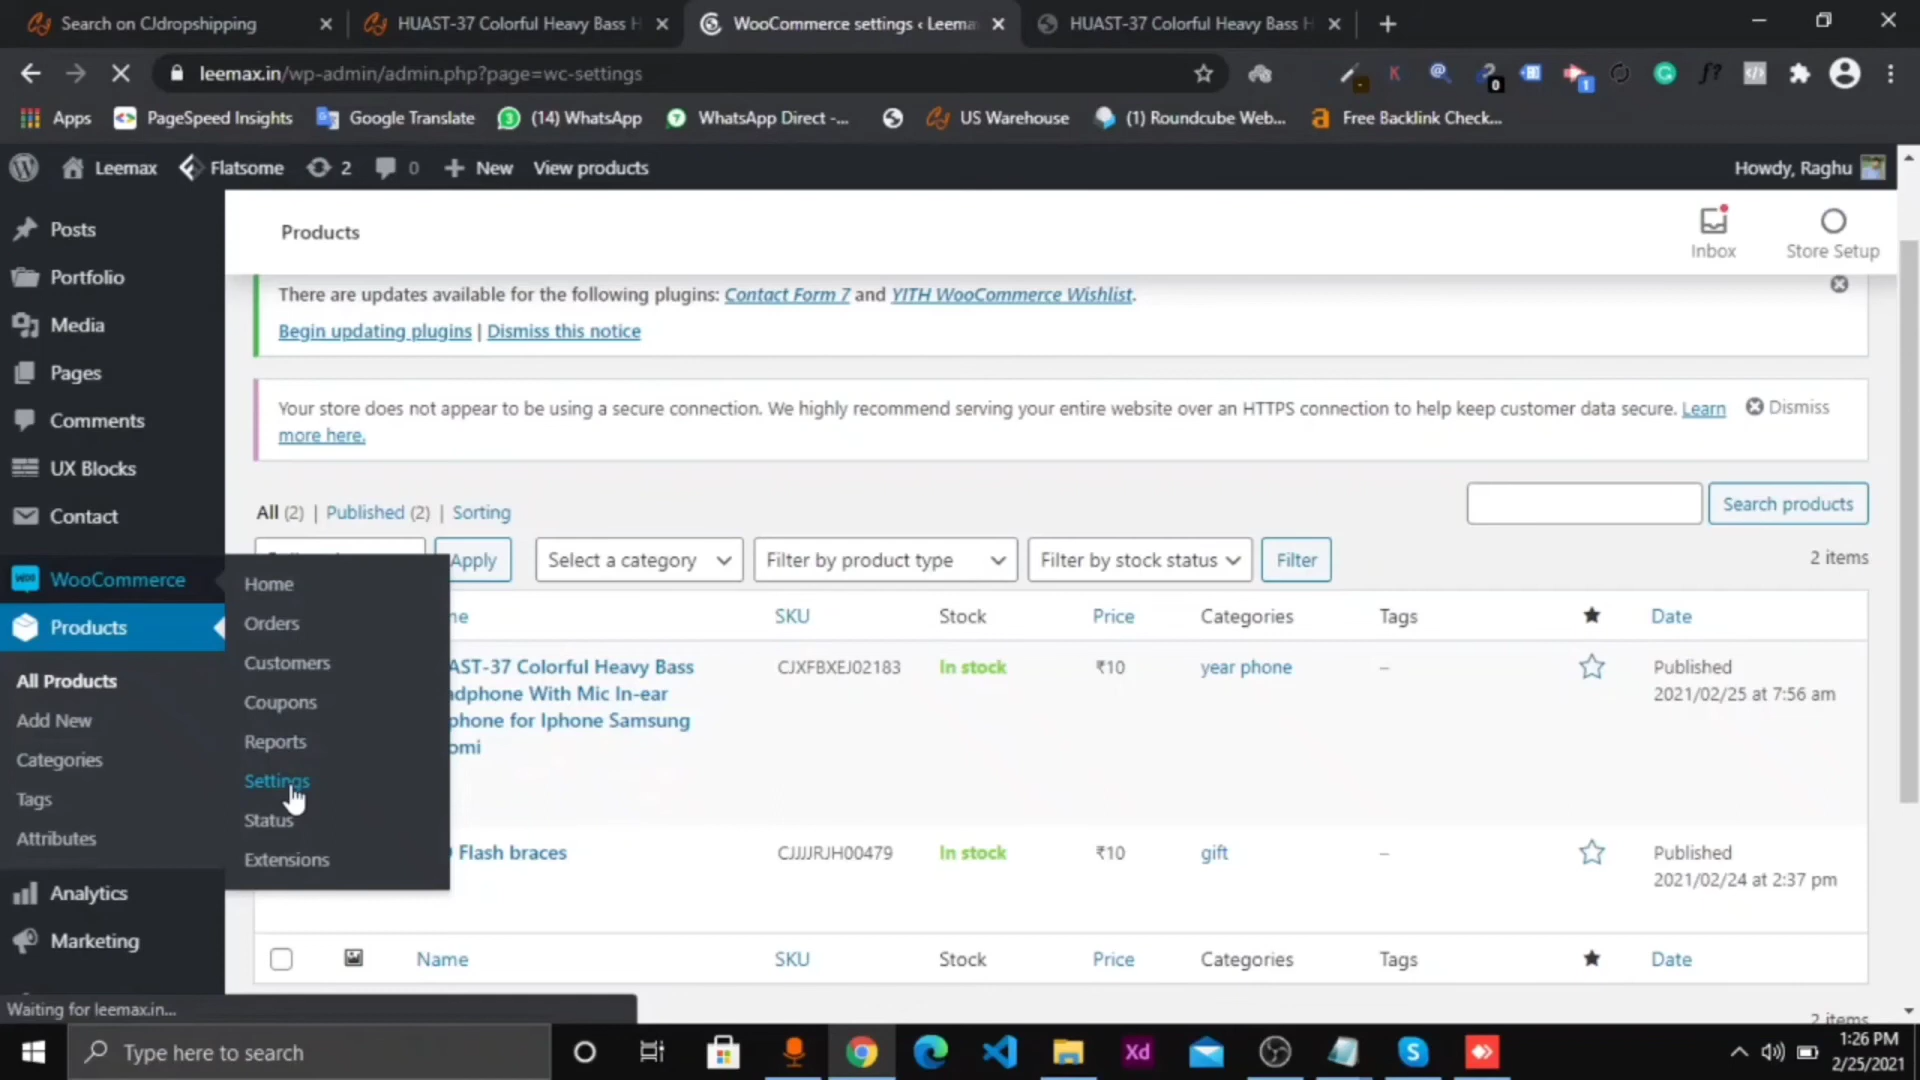 Search on CJdropshipping
HUAST-37 Colorful Heavy Bass H
WooCommerce settings ‹ Leema
HUAST-37 Colorful Heavy Bass H
leemax.in/wp-admin/admin.php?page=wc-settings
Apps
PageSpeed Insights
Google Translate
(14) WhatsApp
WhatsApp Direct -...
US Warehouse
(1) Roundcube Web...
Free Backlink Check...
Leemax
Flatsome
2
0
New
View products
Howdy, Raghu
Posts
Portfolio
Media
Pages
Comments
UX Blocks
Contact
WooCommerce
Products
All Products
Add New
Categories
Tags
Attributes
Analytics
Marketing
Home
Orders
Customers
Coupons
Reports
Settings
Status
Extensions
Products
Inbox
Store Setup
There are updates available for the following plugins: Contact Form 7 and YITH WooCommerce Wishlist.
Begin updating plugins | Dismiss this notice
Your store does not appear to be using a secure connection. We highly recommend serving your entire website over an HTTPS connection to help keep customer data secure. Learn
more here.
Dismiss
All (2) | Published (2) | Sorting
Search products
Apply
Select a category
Filter by product type
Filter by stock status
Filter
2 items
me
SKU
Stock
Price
Categories
Tags
Date
AST-37 Colorful Heavy Bass
adphone With Mic In-ear
phone for Iphone Samsung
omi
CJXFBXEJ02183
In stock
₹10
year phone
–
Published
2021/02/25 at 7:56 am
Flash braces
CJJJJRJH00479
In stock
₹10
gift
–
Published
2021/02/24 at 2:37 pm
Name
SKU
Stock
Price
Categories
Tags
Date
2 items
Waiting for leemax.in...
Type here to search
1:26 PM
2/25/2021